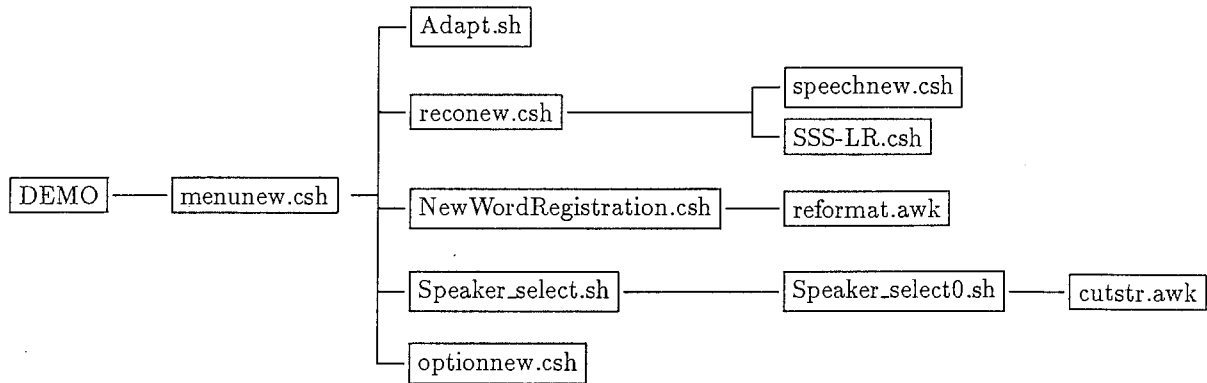 Adapt.sh
speechnew.csh
reconew.csh
SSS-LR.csh
DEMO
menunew.csh
NewWordRegistration.csh
reformat.awk
Speaker_select.sh
Speaker_select0.sh
cutstr.awk
optionnew.csh